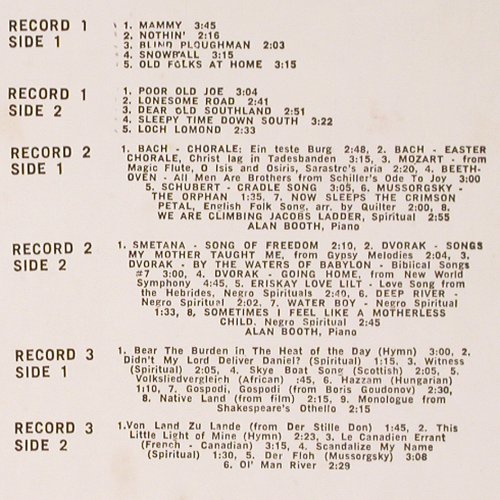 RECORD 1
SIDE 1
1. MAMMY 3:45
2. NOTHIN' 2:16
3. BLIND PLOUGHMAN 2:03
4. SNOWFALL 3:15
5. OLD FOLKS AT HOME 3:15
RECORD 1
SIDE 2
1. POOR OLD JOE 3:04
2. LONESOME ROAD 2:41
3. DEAR OLD SOUTHLAND 2:51
4. SLEEPY TIME DOWN SOUTH 3:22
5. LOCH LOMOND 2:33
RECORD 2
SIDE 1
1. BACH - CHORALE: Ein teste Burg 2:48, 2. BACH - EASTER
CHORALE, Christ lag in Tadesbanden 3:15, 3. MOZART - from
Magic Flute, O Isis and Osiris, Sarastre's aria 2:20, 4. BEETH-
OVEN - All Men Are Brothers from Schiller's Ode To Joy 3:00
5. SCHUBERT - CRADLE SONG 3:05, 6. MUSSORGSKY -
THE ORPHAN 1:35, 7. NOW SLEEPS THE CRIMSON
PETAL, English Folk Song, arr. by Quilter 2:00, 8.
WE ARE CLIMBING JACOBS LADDER, Spiritual 2:55
ALAN BOOTH, Piano
RECORD 2
SIDE 2
1. SMETANA - SONG OF FREEDOM 2:10, 2. DVORAK - SONGS
MY MOTHER TAUGHT ME, from Gypsy Melodies 2:04, 3.
DVORAK - BY THE WATERS OF BABYLON - Biblical Songs
#7 3:00, 4. DVORAK - GOING HOME, from New World
Symphony 4:45, 5. ERISKAY LOVE LILT - Love Song from
the Hebrides, Negro Spirituals 2:40, 6. DEEP RIVER -
Negro Spiritual 2:02, 7. WATER BOY - Negro Spiritual
1:33, 8, SOMETIMES I FEEL LIKE A MOTHERLESS
CHILD. Negro Spiritual 2:45
ALAN BOOTH, Piano
RECORD 3
SIDE 1
1. Bear The Burden in The Heat of the Day (Hymn) 3:00, 2.
Didn't My Lord Deliver Daniel? (Spiritual) 1:15. 3, Witness
(Spiritual) 2:05, 4. Skye Boat Song (Scottish) 2:05, 5.
Volksliedvergleich (African) :45, 6. Hazzam (Hungarian)
1:10, 7. Gospodi, Gospodi (from Boris Goudonov) 2:30,
8. Native Land (from film) 2:15, 9. Monologue from
Shakespeare's Othello 2:15
RECORD 3
SIDE 2
1.Von Land Zu Lande (from Der Stille Don) 1:45, 2. This
Little Light of Mine (Hymn) 2:23, 3. Le Canadien Errant
(French - Canadian) 3:15, 4. Scandalize My Name
(Spiritual) 1:30, 5. Der Floh (Mussorgsky) 3:08
6. Ol' Man River 2:29